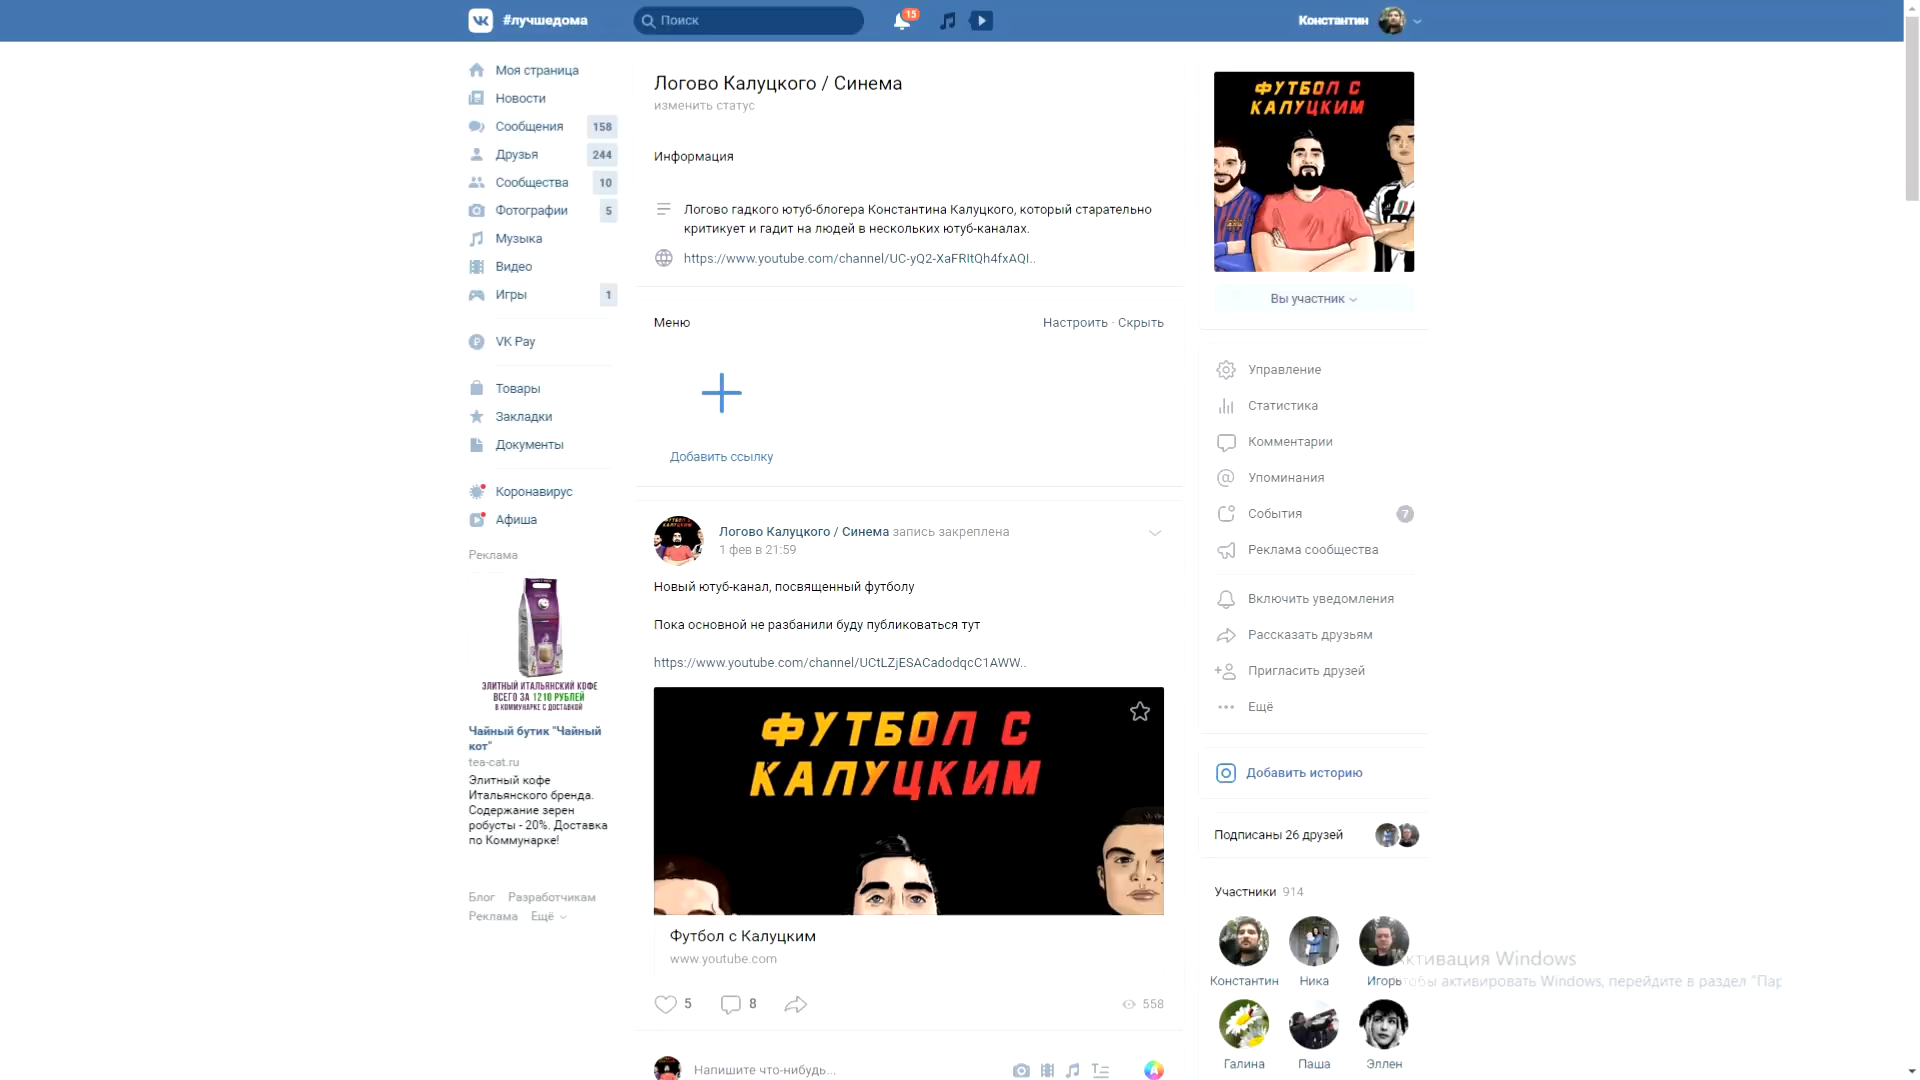 #лучшедома
Поиск
15
Константин
Моя страница
Новости
Сообщения 158
Друзья 244
Сообщества 10
Фотографии 5
Музыка
Видео
Игры 1
VK Pay
Товары
Закладки
Документы
Коронавирус
Афиша
Реклама
ЭЛИТНЫЙ ИТАЛЬЯНСКИЙ КОФЕ
ВСЕГО ЗА 1210 РУБЛЕЙ
В КОММУНАРКЕ С ДОСТАВКОЙ
Чайный бутик "Чайный
кот"
tea-cat.ru
Элитный кофе
Итальянского бренда.
Содержание зерен
робусты - 20%. Доставка
по Коммунарке!
Блог Разработчикам
Реклама Ещё
Логово Калуцкого / Синема
изменить статус
Информация
Логово гадкого ютуб-блогера Константина Калуцкого, который старательно
критикует и гадит на людей в нескольких ютуб-каналах.
https://www.youtube.com/channel/UC-yQ2-XaFRItQh4fxAQI..
Меню
Настроить · Скрыть
Добавить ссылку
Логово Калуцкого / Синема запись закреплена
1 фев в 21:59
Новый ютуб-канал, посвященный футболу
Пока основной не разбанили буду публиковаться тут
https://www.youtube.com/channel/UCtLZjESACadodqcC1AWW..
ФУТБОЛ С
КАЛУЦКИМ
Футбол с Калуцким
www.youtube.com
5 8 558
Напишите что-нибудь...
ФУТБОЛ С
КАЛУЦКИМ
Вы участник
Управление
Статистика
Комментарии
Упоминания
События 7
Реклама сообщества
Включить уведомления
Рассказать друзьям
Пригласить друзей
Ещё
Добавить историю
Подписаны 26 друзей
Участники 914
Константин Ника Игорь
Галина Паша Эллен
Активация Windows
Чтобы активировать Windows, перейдите в раздел "Пар